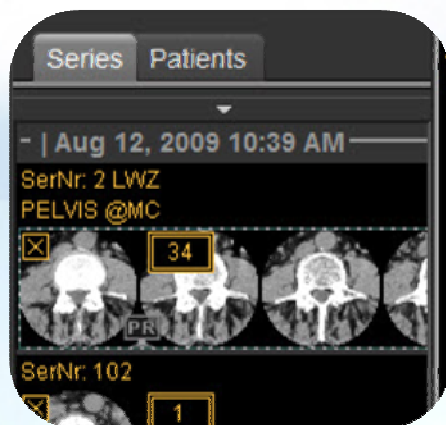 Series Patients
- | Aug 12, 2009 10:39 AM
SerNr: 2 LWZ
PELVIS @MC
34
PR
SerNr: 102
1